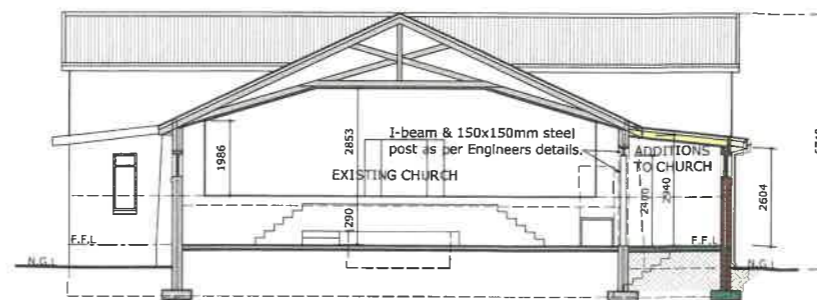 I-beam & 150x150mm steel
post as per Engineers details.
ADDITIONS
TO CHURCH
EXISTING CHURCH
1986
2853
290
2400
2940
2604
F.F.L
F.F.L
N.G.L
N.G.L